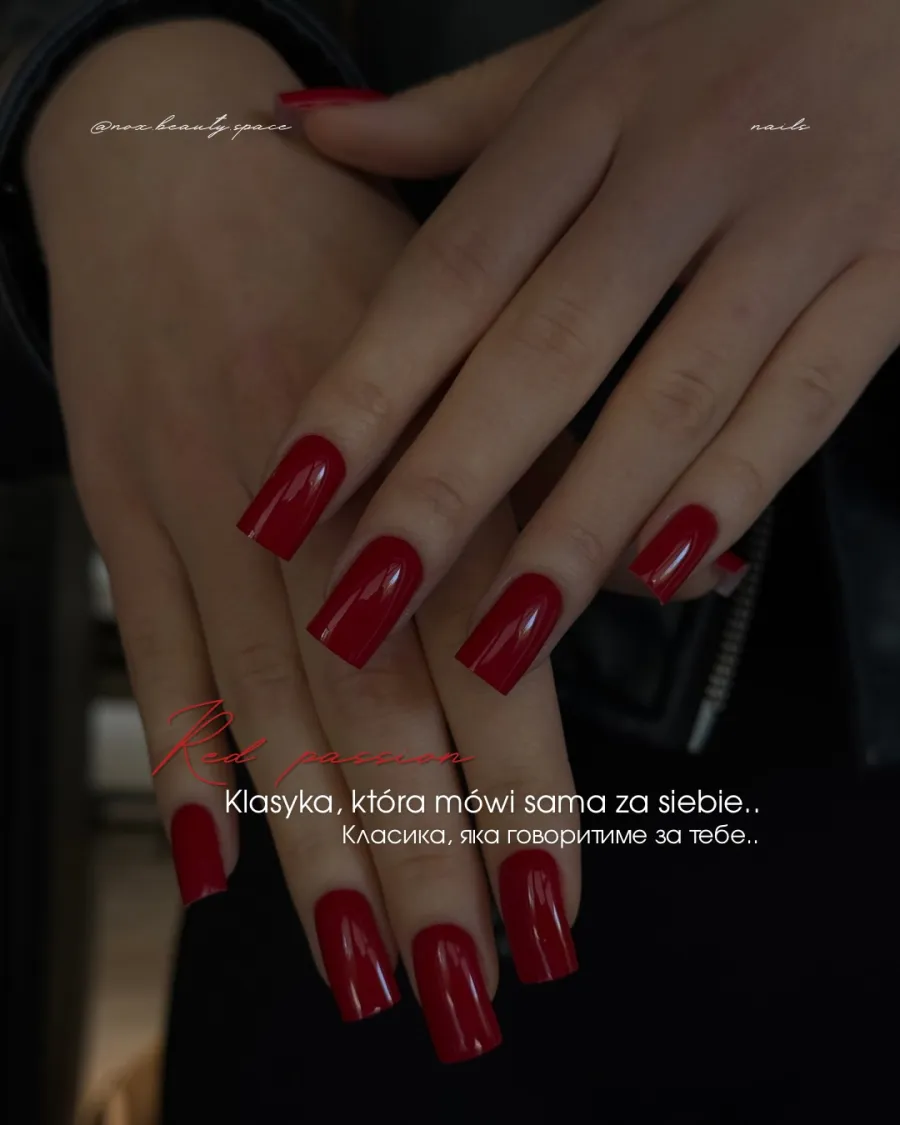 @nox.beauty.space
nails
Red passion
Klasyka, która mówi sama za siebie..
Класика, яка говоритиме за тебе..